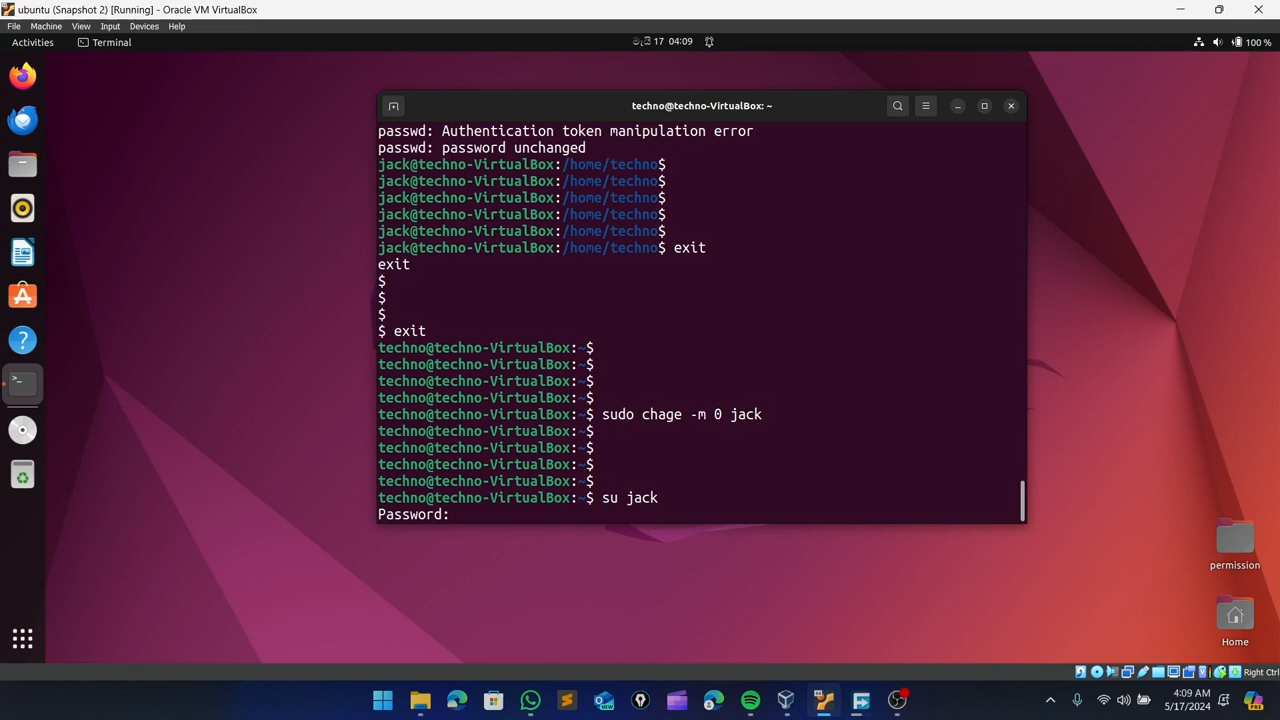 ubuntu (Snapshot 2) [Running] - Oracle VM VirtualBox
File Machine View Input Devices Help
Activities Terminal මැයි 17 04:09 100 %
techno@techno-VirtualBox: ~
passwd: Authentication token manipulation error
passwd: password unchanged
jack@techno-VirtualBox:/home/techno$
jack@techno-VirtualBox:/home/techno$
jack@techno-VirtualBox:/home/techno$
jack@techno-VirtualBox:/home/techno$
jack@techno-VirtualBox:/home/techno$
jack@techno-VirtualBox:/home/techno$ exit
exit
$
$
$
$ exit
techno@techno-VirtualBox:~$
techno@techno-VirtualBox:~$
techno@techno-VirtualBox:~$
techno@techno-VirtualBox:~$
techno@techno-VirtualBox:~$ sudo chage -m 0 jack
techno@techno-VirtualBox:~$
techno@techno-VirtualBox:~$
techno@techno-VirtualBox:~$
techno@techno-VirtualBox:~$
techno@techno-VirtualBox:~$ su jack
Password:
permission
Home
Right Ctrl
4:09 AM
5/17/2024